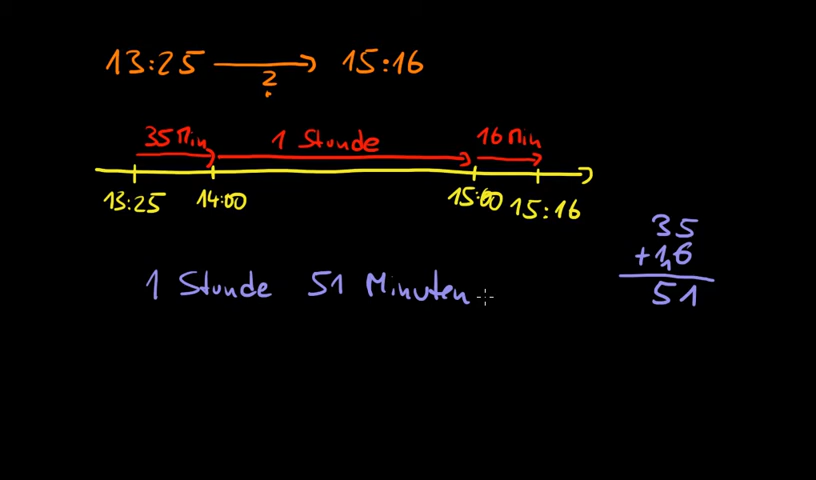 13:25 → 15:16
?
35 Min 1 Stunde 16 Min
13:25 14:00 15:00 15:16
35
+16
1
51
1 Stunde 51 Minuten